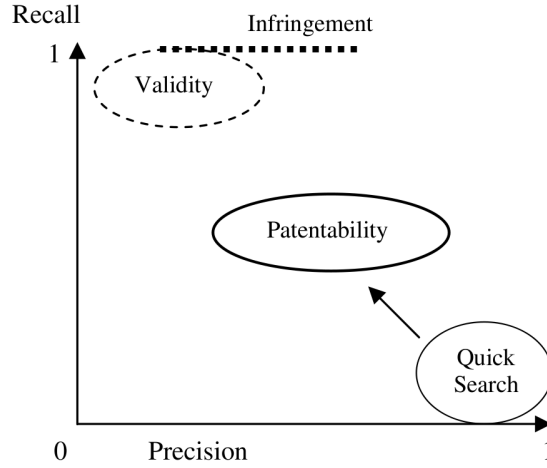 Recall
Infringement
1
Validity
Patentability
Quick
Search
0
Precision